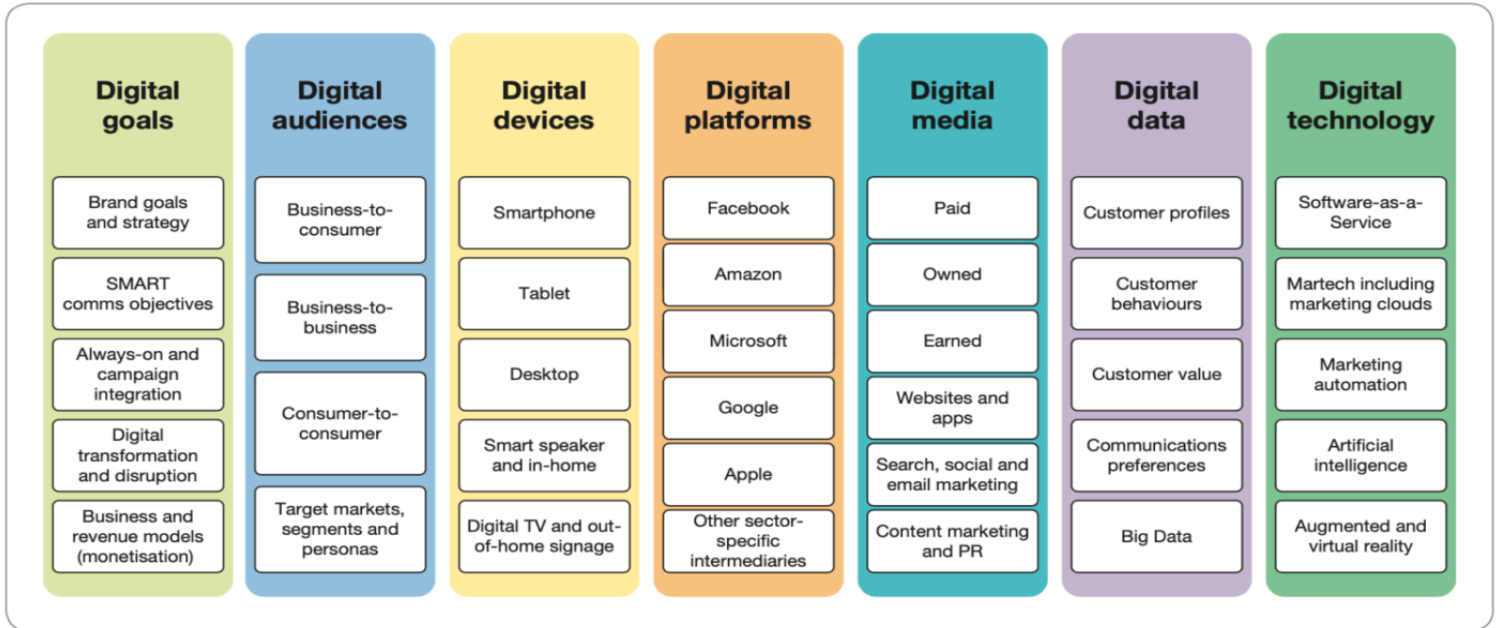 Digital
goals
Brand goals
and strategy
SMART
comms objectives
Always-on and
campaign
integration
Digital
transformation
and disruption
Business and
revenue models
(monetisation)
Digital
audiences
Business-to-
consumer
Business-to-
business
Consumer-to-
consumer
Target markets,
segments and
personas
Digital
devices
Smartphone
Tablet
Desktop
Smart speaker
and in-home
Digital TV and out-
of-home signage
Digital
platforms
Facebook
Amazon
Microsoft
Google
Apple
Other sector-
specific
intermediaries
Digital
media
Paid
Owned
Earned
Websites and
apps
Search, social and
email marketing
Content marketing
and PR
Digital
data
Customer profiles
Customer
behaviours
Customer value
Communications
preferences
Big Data
Digital
technology
Software-as-a-
Service
Martech including
marketing clouds
Marketing
automation
Artificial
intelligence
Augmented and
virtual reality